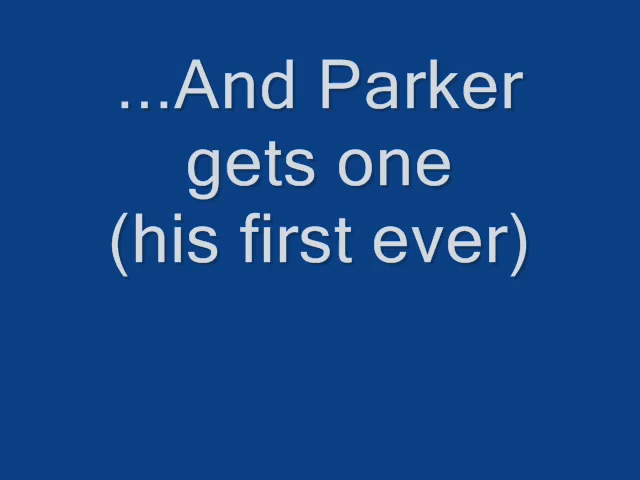 ...And Parker
gets one
(his first ever)